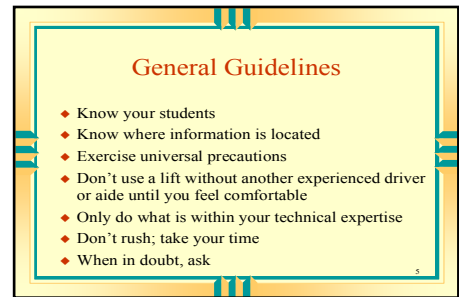 General Guidelines
◆ Know your students
◆ Know where information is located
◆ Exercise universal precautions
◆ Don't use a lift without another experienced driver
or aide until you feel comfortable
◆ Only do what is within your technical expertise
◆ Don't rush; take your time
◆ When in doubt, ask
5